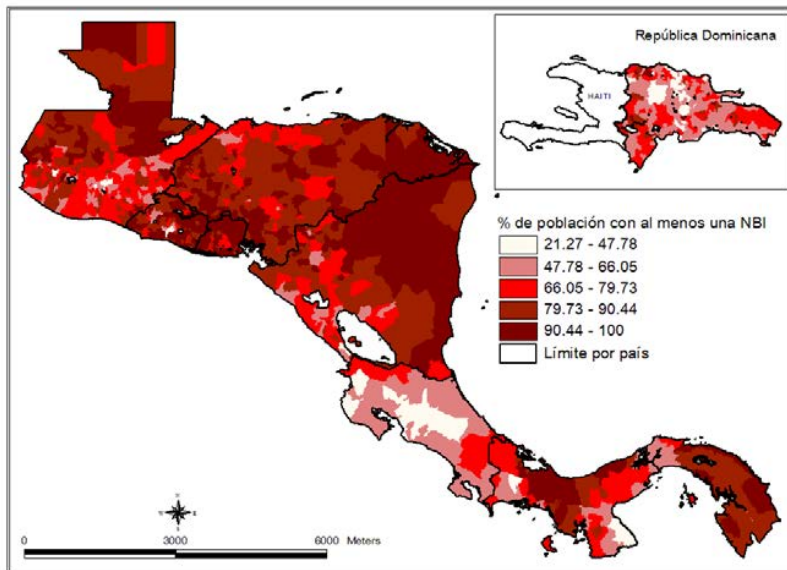 República Dominicana
HAITI
% de población con al menos una NBI
21.27 - 47.78
47.78 - 66.05
66.05 - 79.73
79.73 - 90.44
90.44 - 100
Límite por país
0 3000 6000 Meters